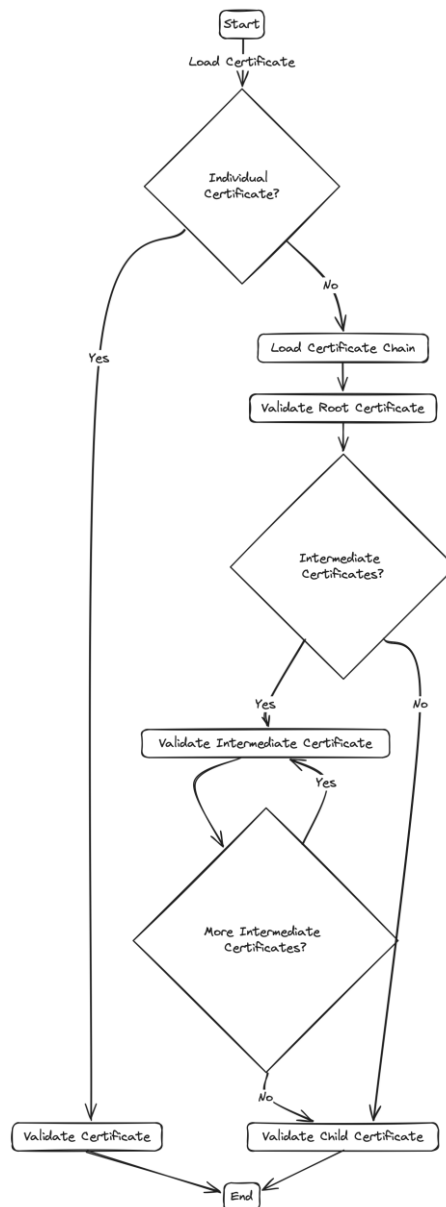 Start
Load Certificate
Individual
Certificate?
No
Load Certificate Chain
Yes
Validate Root Certificate
Intermediate
Certificates?
Yes
No
Validate Intermediate Certificate
Yes
More Intermediate
Certificates?
No
Validate Certificate
Validate Child Certificate
End